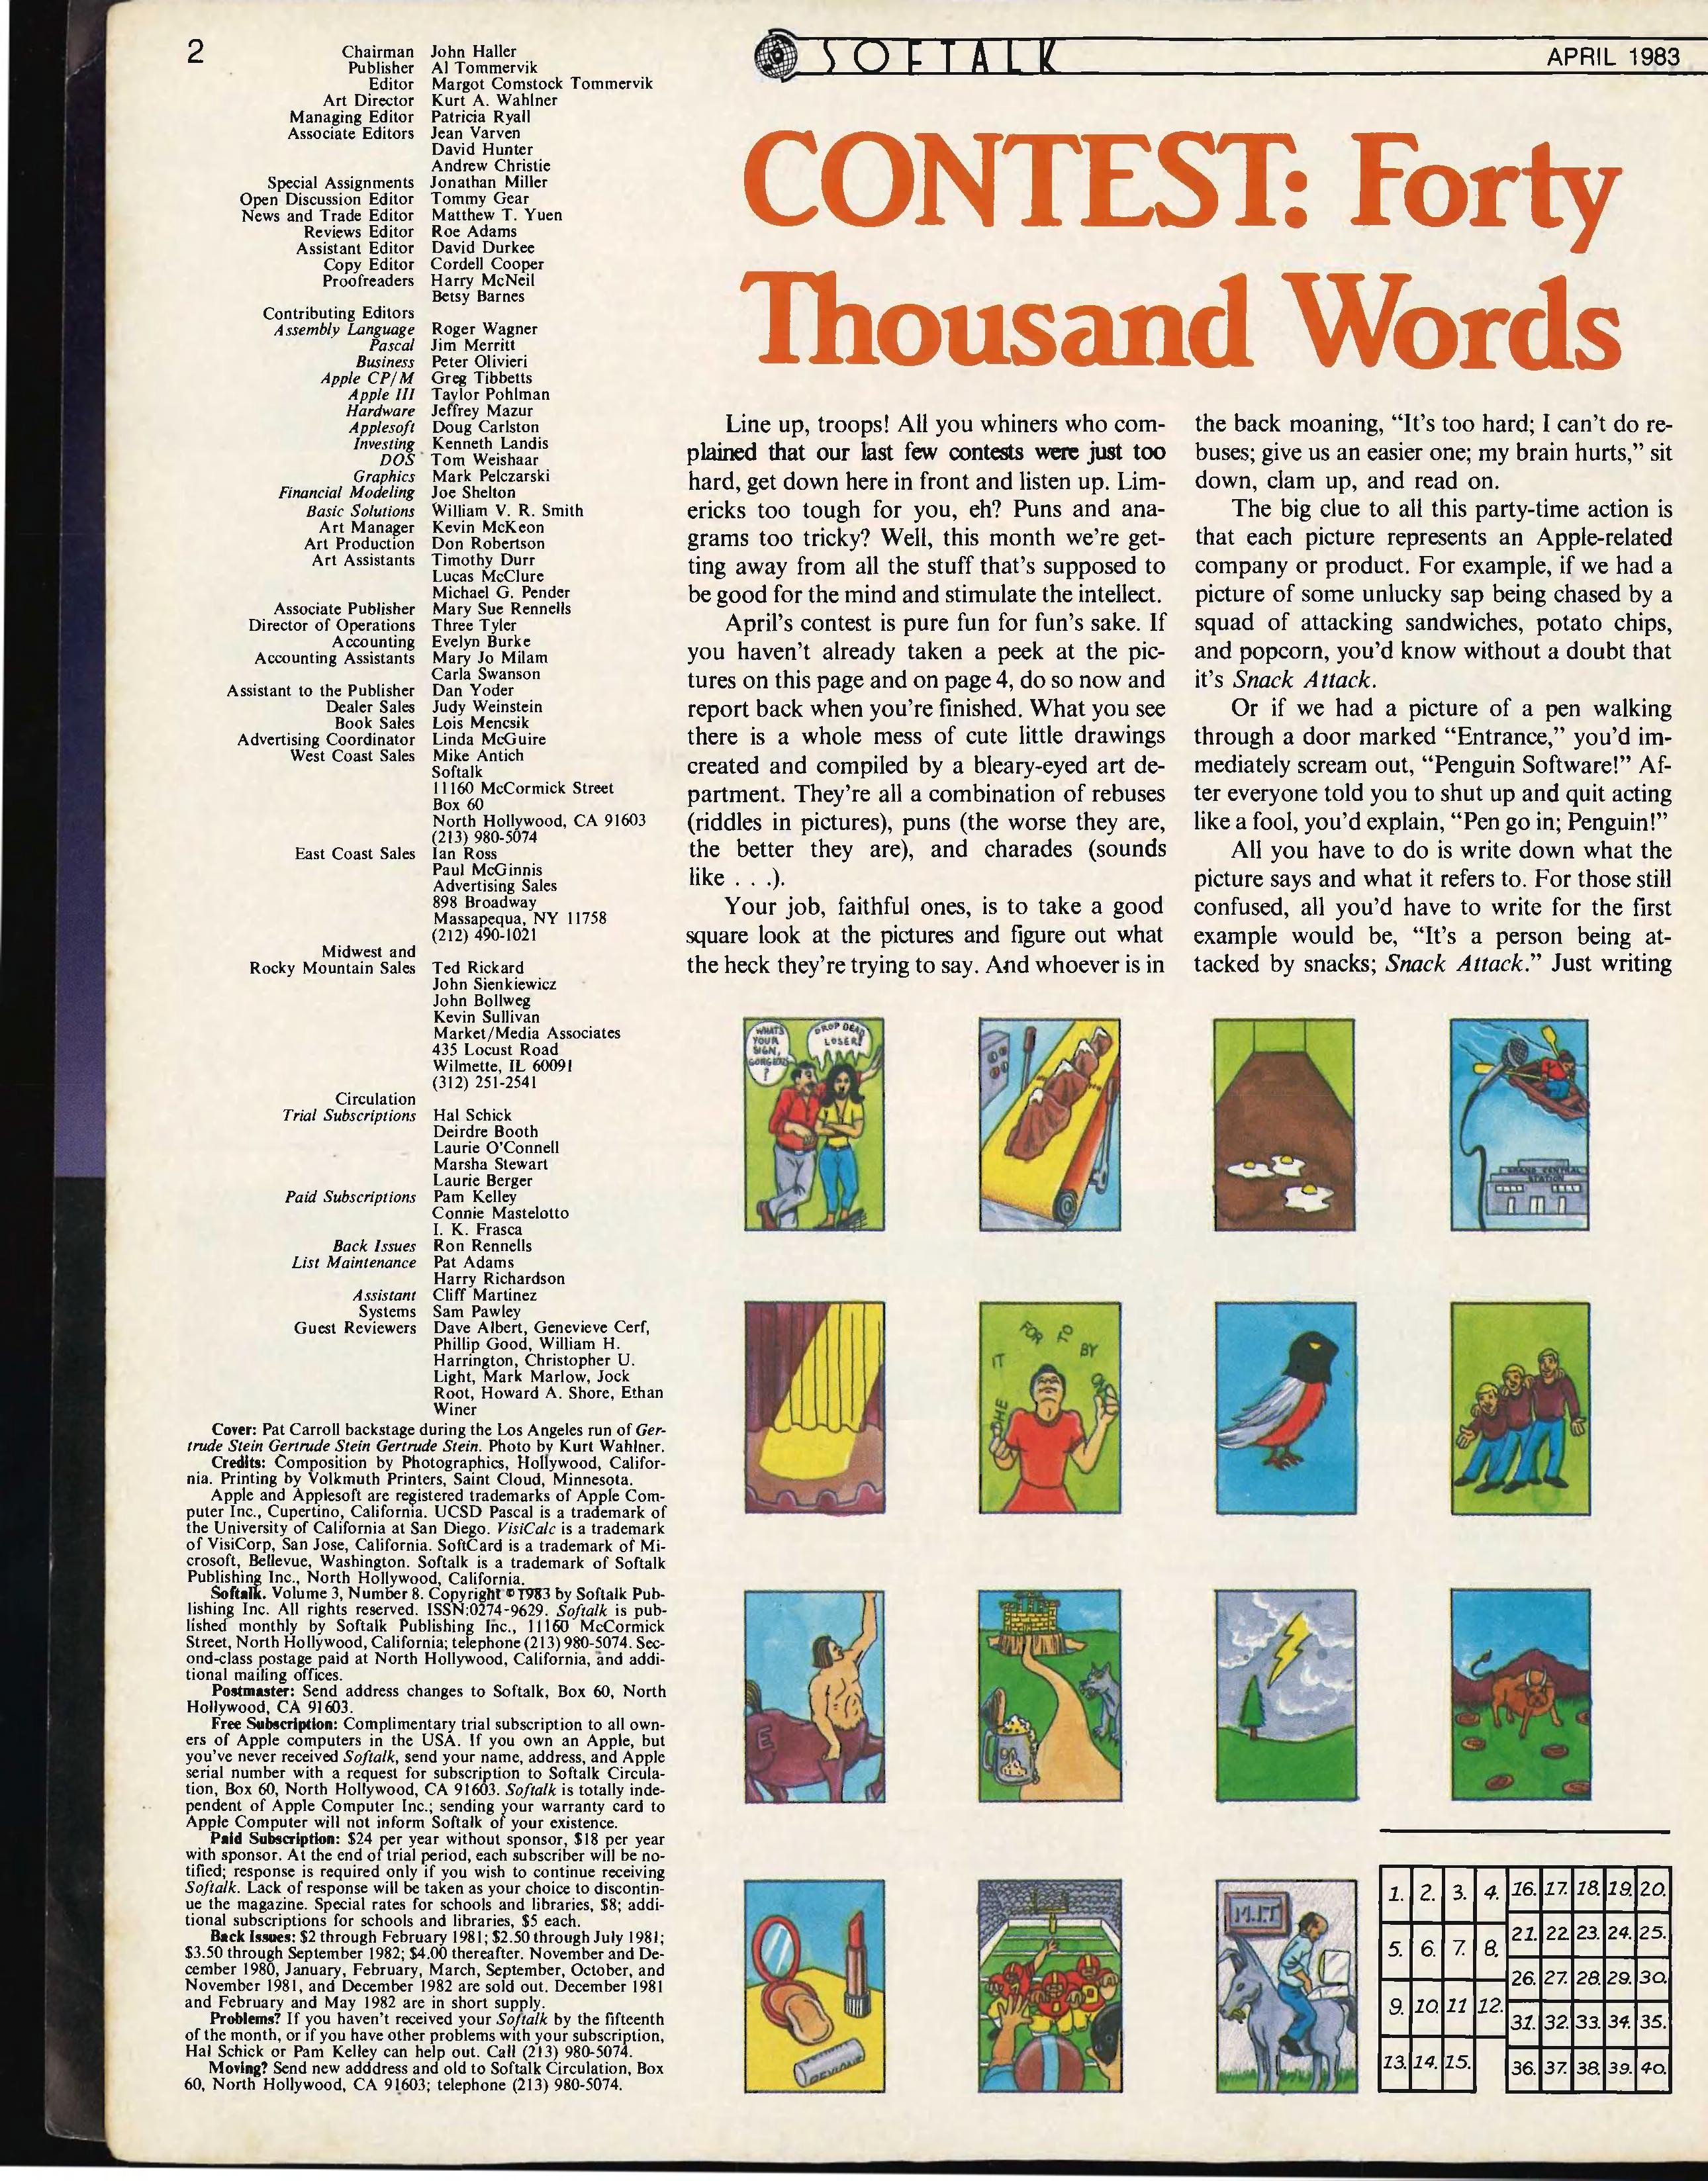 2
SOFTALK
APRIL 1983
Chairman John Haller
Publisher Al Tommervik
Editor Margot Comstock Tommervik
Art Director Kurt A. Wahlner
Managing Editor Patricia Ryall
Associate Editors Jean Varven
David Hunter
Andrew Christie
Special Assignments Jonathan Miller
Open Discussion Editor Tommy Gear
News and Trade Editor Matthew T. Yuen
Reviews Editor Roe Adams
Assistant Editor David Durkee
Copy Editor Cordell Cooper
Proofreaders Harry McNeil
Betsy Barnes
Contributing Editors
Assembly Language Roger Wagner
Pascal Jim Merritt
Business Peter Olivieri
Apple CP/M Greg Tibbetts
Apple III Taylor Pohlman
Hardware Jeffrey Mazur
Applesoft Doug Carlston
Investing Kenneth Landis
DOS Tom Weishaar
Graphics Mark Pelczarski
Financial Modeling Joe Shelton
Basic Solutions William V. R. Smith
Art Manager Kevin McKeon
Art Production Don Robertson
Art Assistants Timothy Durr
Lucas McClure
Michael G. Pender
Associate Publisher Mary Sue Rennells
Director of Operations Three Tyler
Accounting Evelyn Burke
Accounting Assistants Mary Jo Milam
Carla Swanson
Assistant to the Publisher Dan Yoder
Dealer Sales Judy Weinstein
Book Sales Lois Mencsik
Advertising Coordinator Linda McGuire
West Coast Sales Mike Antich
Softalk
11160 McCormick Street
Box 60
North Hollywood, CA 91603
(213) 980-5074
East Coast Sales Ian Ross
Paul McGinnis
Advertising Sales
898 Broadway
Massapequa, NY 11758
(212) 490-1021
Midwest and
Rocky Mountain Sales Ted Rickard
John Sienkiewicz
John Bollweg
Kevin Sullivan
Market/Media Associates
435 Locust Road
Wilmette, IL 60091
(312) 251-2541
Circulation
Trial Subscriptions Hal Schick
Deirdre Booth
Laurie O'Connell
Marsha Stewart
Laurie Berger
Paid Subscriptions Pam Kelley
Connie Mastelotto
I. K. Frasca
Back Issues Ron Rennells
List Maintenance Pat Adams
Harry Richardson
Assistant Cliff Martinez
Systems Sam Pawley
Guest Reviewers Dave Albert, Genevieve Cerf,
Phillip Good, William H.
Harrington, Christopher U.
Light, Mark Marlow, Jock
Root, Howard A. Shore, Ethan
Winer
Cover: Pat Carroll backstage during the Los Angeles run of Ger-
trude Stein Gertrude Stein Gertrude Stein. Photo by Kurt Wahlner.
Credits: Composition by Photographics, Hollywood, Califor-
nia. Printing by Volkmuth Printers, Saint Cloud, Minnesota.
Apple and Applesoft are registered trademarks of Apple Com-
puter Inc., Cupertino, California. UCSD Pascal is a trademark of
the University of California at San Diego. VisiCalc is a trademark
of VisiCorp, San Jose, California. SoftCard is a trademark of Mi-
crosoft, Bellevue, Washington. Softalk is a trademark of Softalk
Publishing Inc., North Hollywood, California.
Softalk. Volume 3, Number 8. Copyright © 1983 by Softalk Pub-
lishing Inc. All rights reserved. ISSN:0274-9629. Softalk is pub-
lished monthly by Softalk Publishing Inc., 11160 McCormick
Street, North Hollywood, California; telephone (213) 980-5074. Sec-
ond-class postage paid at North Hollywood, California, and addi-
tional mailing offices.
Postmaster: Send address changes to Softalk, Box 60, North
Hollywood, CA 91603.
Free Subscription: Complimentary trial subscription to all own-
ers of Apple computers in the USA. If you own an Apple, but
you've never received Softalk, send your name, address, and Apple
serial number with a request for subscription to Softalk Circula-
tion, Box 60, North Hollywood, CA 91603. Softalk is totally inde-
pendent of Apple Computer Inc.; sending your warranty card to
Apple Computer will not inform Softalk of your existence.
Paid Subscription: $24 per year without sponsor, $18 per year
with sponsor. At the end of trial period, each subscriber will be no-
tified; response is required only if you wish to continue receiving
Softalk. Lack of response will be taken as your choice to discontin-
ue the magazine. Special rates for schools and libraries, $8; addi-
tional subscriptions for schools and libraries, $5 each.
Back Issues: $2 through February 1981; $2.50 through July 1981;
$3.50 through September 1982; $4.00 thereafter. November and De-
cember 1980, January, February, March, September, October, and
November 1981, and December 1982 are sold out. December 1981
and February and May 1982 are in short supply.
Problems? If you haven't received your Softalk by the fifteenth
of the month, or if you have other problems with your subscription,
Hal Schick or Pam Kelley can help out. Call (213) 980-5074.
Moving? Send new adddress and old to Softalk Circulation, Box
60, North Hollywood, CA 91603; telephone (213) 980-5074.
CONTEST: Forty
Thousand Words
Line up, troops! All you whiners who com-
plained that our last few contests were just too
hard, get down here in front and listen up. Lim-
ericks too tough for you, eh? Puns and ana-
grams too tricky? Well, this month we're get-
ting away from all the stuff that's supposed to
be good for the mind and stimulate the intellect.
April's contest is pure fun for fun's sake. If
you haven't already taken a peek at the pic-
tures on this page and on page 4, do so now and
report back when you're finished. What you see
there is a whole mess of cute little drawings
created and compiled by a bleary-eyed art de-
partment. They're all a combination of rebuses
(riddles in pictures), puns (the worse they are,
the better they are), and charades (sounds
like . . .).
Your job, faithful ones, is to take a good
square look at the pictures and figure out what
the heck they're trying to say. And whoever is in
the back moaning, "It's too hard; I can't do re-
buses; give us an easier one; my brain hurts," sit
down, clam up, and read on.
The big clue to all this party-time action is
that each picture represents an Apple-related
company or product. For example, if we had a
picture of some unlucky sap being chased by a
squad of attacking sandwiches, potato chips,
and popcorn, you'd know without a doubt that
it's Snack Attack.
Or if we had a picture of a pen walking
through a door marked "Entrance," you'd im-
mediately scream out, "Penguin Software!" Af-
ter everyone told you to shut up and quit acting
like a fool, you'd explain, "Pen go in; Penguin!"
All you have to do is write down what the
picture says and what it refers to. For those still
confused, all you'd have to write for the first
example would be, "It's a person being at-
tacked by snacks; Snack Attack." Just writing
WHATS
YOUR
SIGN,
GORGEOUS
?
DROP DEAD
LOSER!
GRAND CENTRAL
STATION
FOR TO
IT BY
THE
E
REVLON
M.I.T
1. 2. 3. 4. 16. 17. 18. 19. 20.
5. 6. 7. 8. 21. 22. 23. 24. 25.
9. 10. 11 12. 26. 27. 28. 29. 30.
13. 14. 15. 31. 32. 33. 34. 35.
36. 37. 38. 39. 40.